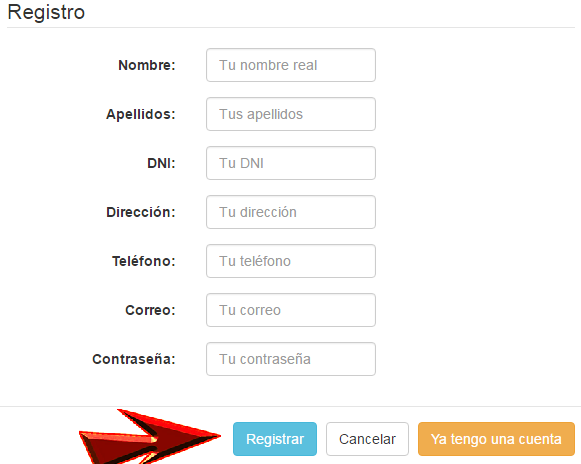 Registro
Nombre: Tu nombre real
Apellidos: Tus apellidos
DNI: Tu DNI
Dirección: Tu dirección
Teléfono: Tu teléfono
Correo: Tu correo
Contraseña: Tu contraseña
Registrar Cancelar Ya tengo una cuenta